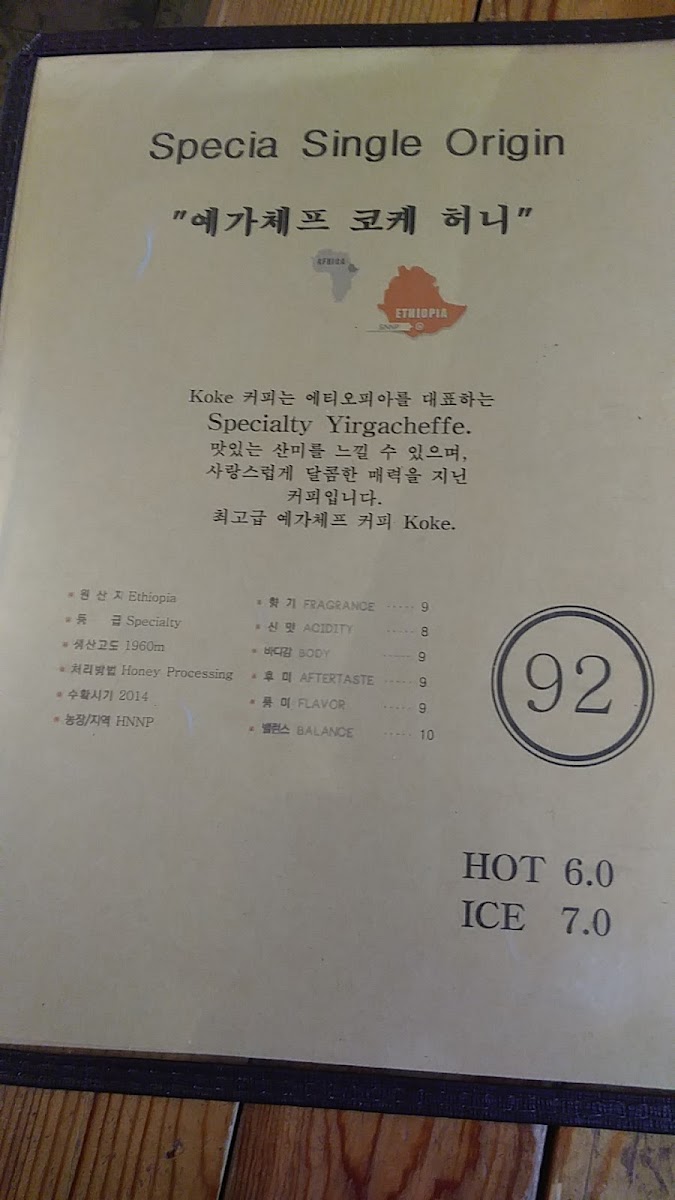 Specia Single Origin
"예가체프 코케 허니"
AFRICA
ETHIOPIA
Koke 커피는 에티오피아를 대표하는
Specialty Yirgacheffe.
맛있는 산미를 느낄 수 있으며,
사랑스럽게 달콤한 매력을 지닌
커피입니다.
최고급 예가체프 커피 Koke.
원 산 지 Ethiopia
등 급 Specialty
생산고도 1960m
처리방법 Honey Processing
수확시기 2014
농장/지역 HNNP
향 기 FRAGRANCE ····· 9
신 맛 ACIDITY ······ 8
바디감 BODY ······ 9
후 미 AFTERTASTE ····· 9
풍 미 FLAVOR ····· 9
밸런스 BALANCE ····· 10
92
HOT 6.0
ICE 7.0